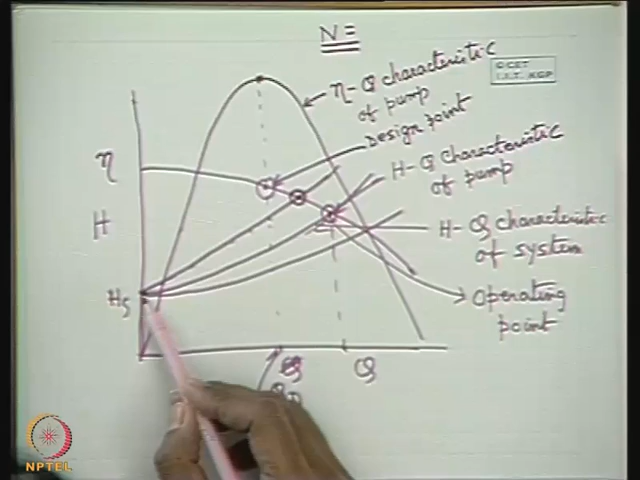 N=
©CET
I.I.T. KGP
η-Q characteristic
of pump
Design point
H-Q characteristic
of pump
η
H
H-Q characteristic
of system
Hs
Operating
point
Q
NPTEL